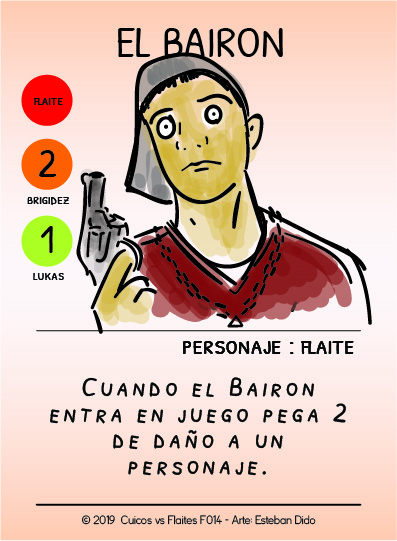 EL BAIRON
FLAITE
2
BRIGIDEZ
1
LUKAS
PERSONAJE : FLAITE
CUANDO EL BAIRON
ENTRA EN JUEGO PEGA 2
DE DAÑO A UN
PERSONAJE.
© 2019 Cuicos vs Flaites F014 - Arte: Esteban Dido